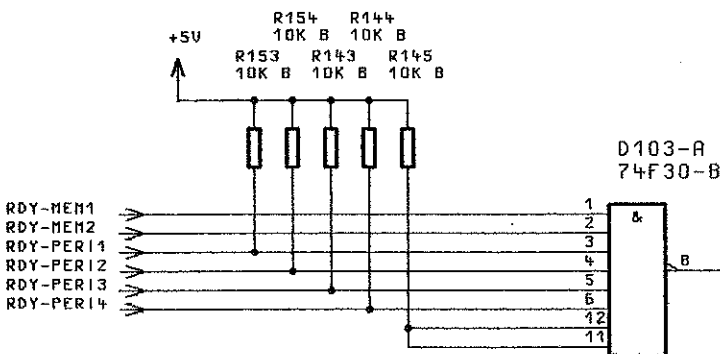 R154 R144
10K B 10K B
+5V
R153 R143 R145
10K B 10K B 10K B
D103-A
74F30-B
RDY-MEM1
RDY-MEM2
RDY-PERI1
RDY-PERI2
RDY-PERI3
RDY-PERI4
1
&
2
3
4
8
5
6
12
11